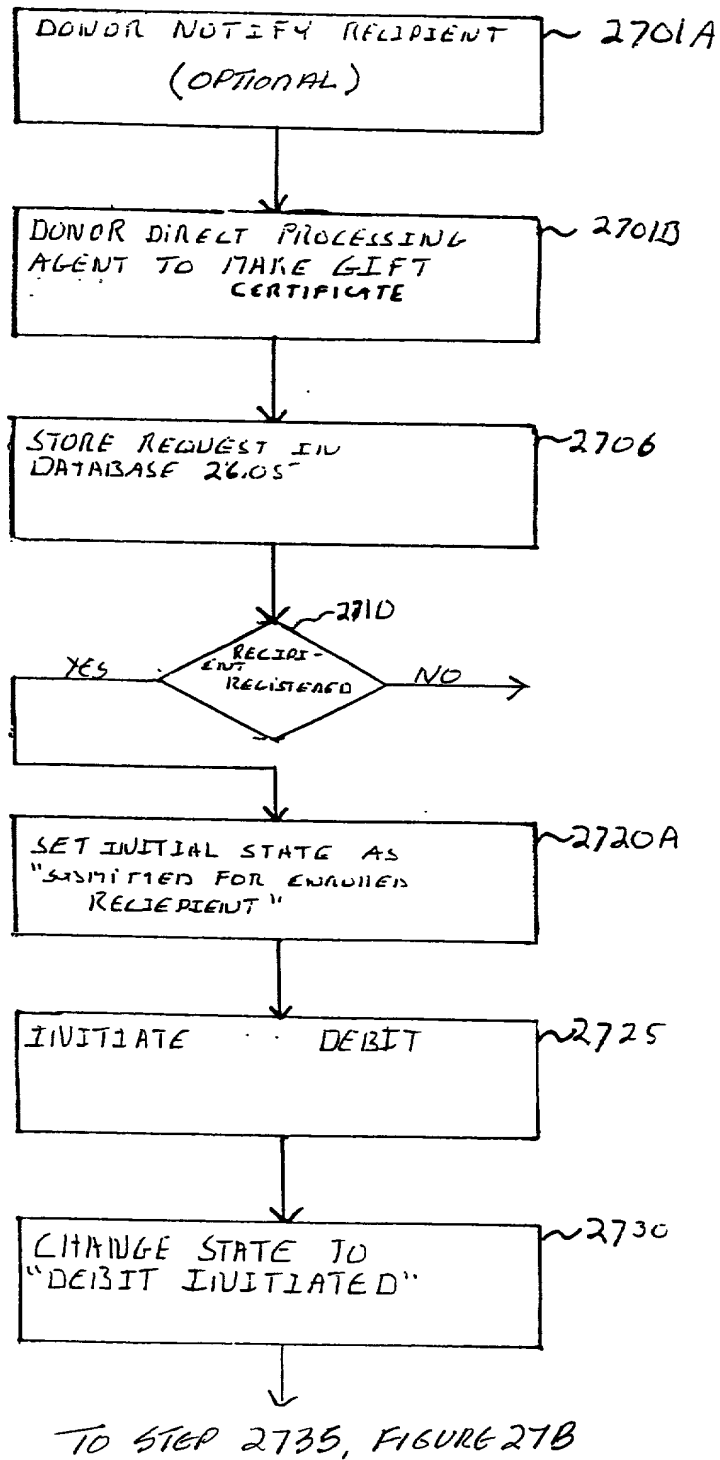 DONOR NOTIFY RECIPIENT
(OPTIONAL)
2701A
DONOR DIRECT PROCESSING
AGENT TO MAKE GIFT
CERTIFICATE
2701B
STORE REQUEST IN
DATABASE 2605
2706
2710
RECIPI-
ENT
REGISTERED
YES
NO
SET INITIAL STATE AS
"SUBMITTED FOR ENROLLED
RECIEPIENT"
2720A
INITIATE DEBIT
2725
CHANGE STATE TO
"DEBIT INITIATED"
2730
TO STEP 2735, FIGURE 27B